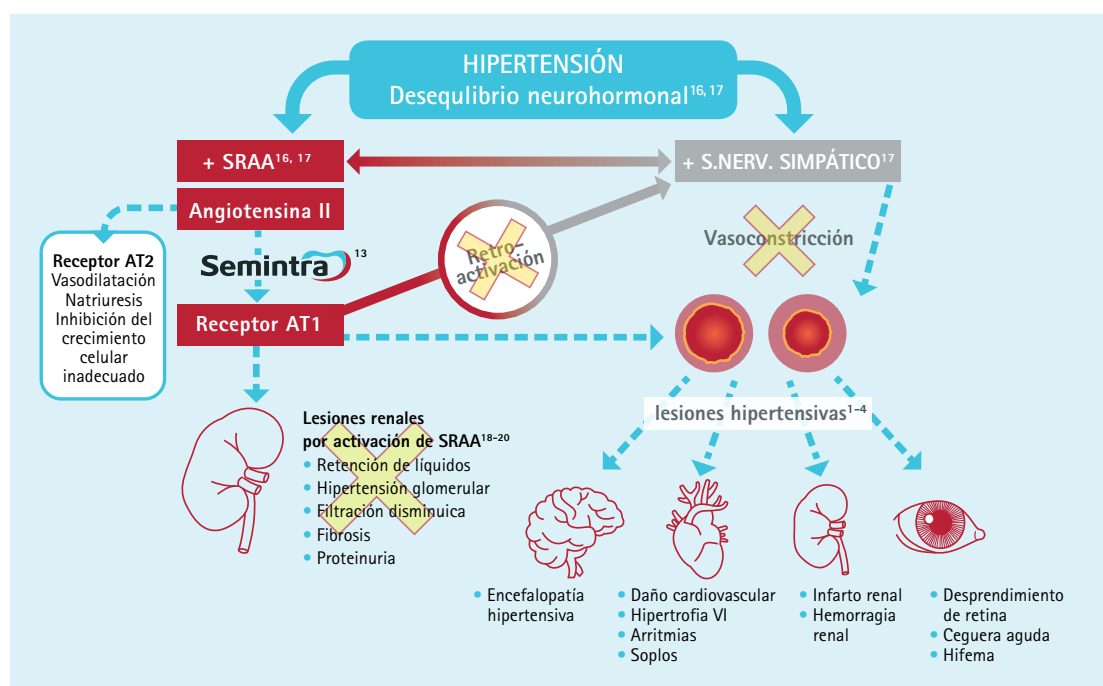 HIPERTENSIÓN
Desequlibrio neurohormonal16, 17
+ SRAA16, 17
+ S.NERV. SIMPÁTICO17
Angiotensina II
Receptor AT2
Vasodilatación
Natriuresis
Inhibición del
crecimiento
celular
inadecuado
Semintra 13
Retro-
activación
Vasoconstricción
Receptor AT1
lesiones hipertensivas1-4
Lesiones renales
por activación de SRAA18-20
• Retención de líquidos
• Hipertensión glomerular
• Filtración disminuica
• Fibrosis
• Proteinuria
• Encefalopatía
hipertensiva
• Daño cardiovascular
• Hipertrofia VI
• Arritmias
• Soplos
• Infarto renal
• Hemorragia
renal
• Desprendimiento
de retina
• Ceguera aguda
• Hifema